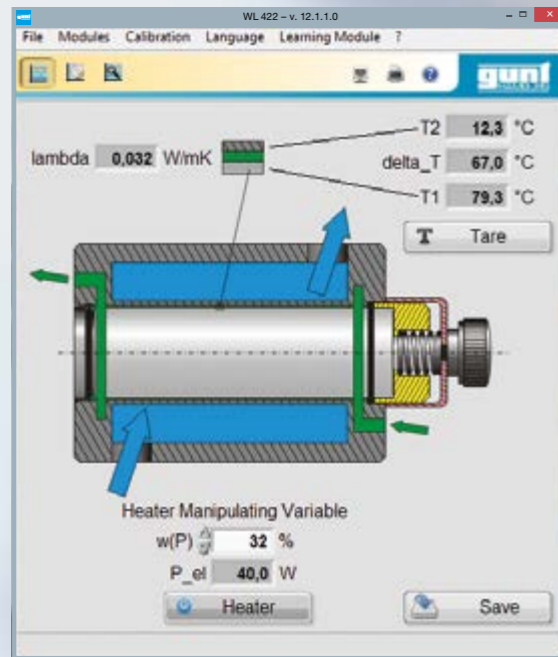 WL 422 – v. 12.1.1.0
File Modules Calibration Language Learning Module ?
gunt
T2 12,3 °C
lambda 0,032 W/mK
delta_T 67,0 °C
T1 79,3 °C
T Tare
Heater Manipulating Variable
w(P) 32 %
P_el 40,0 W
Heater
Save